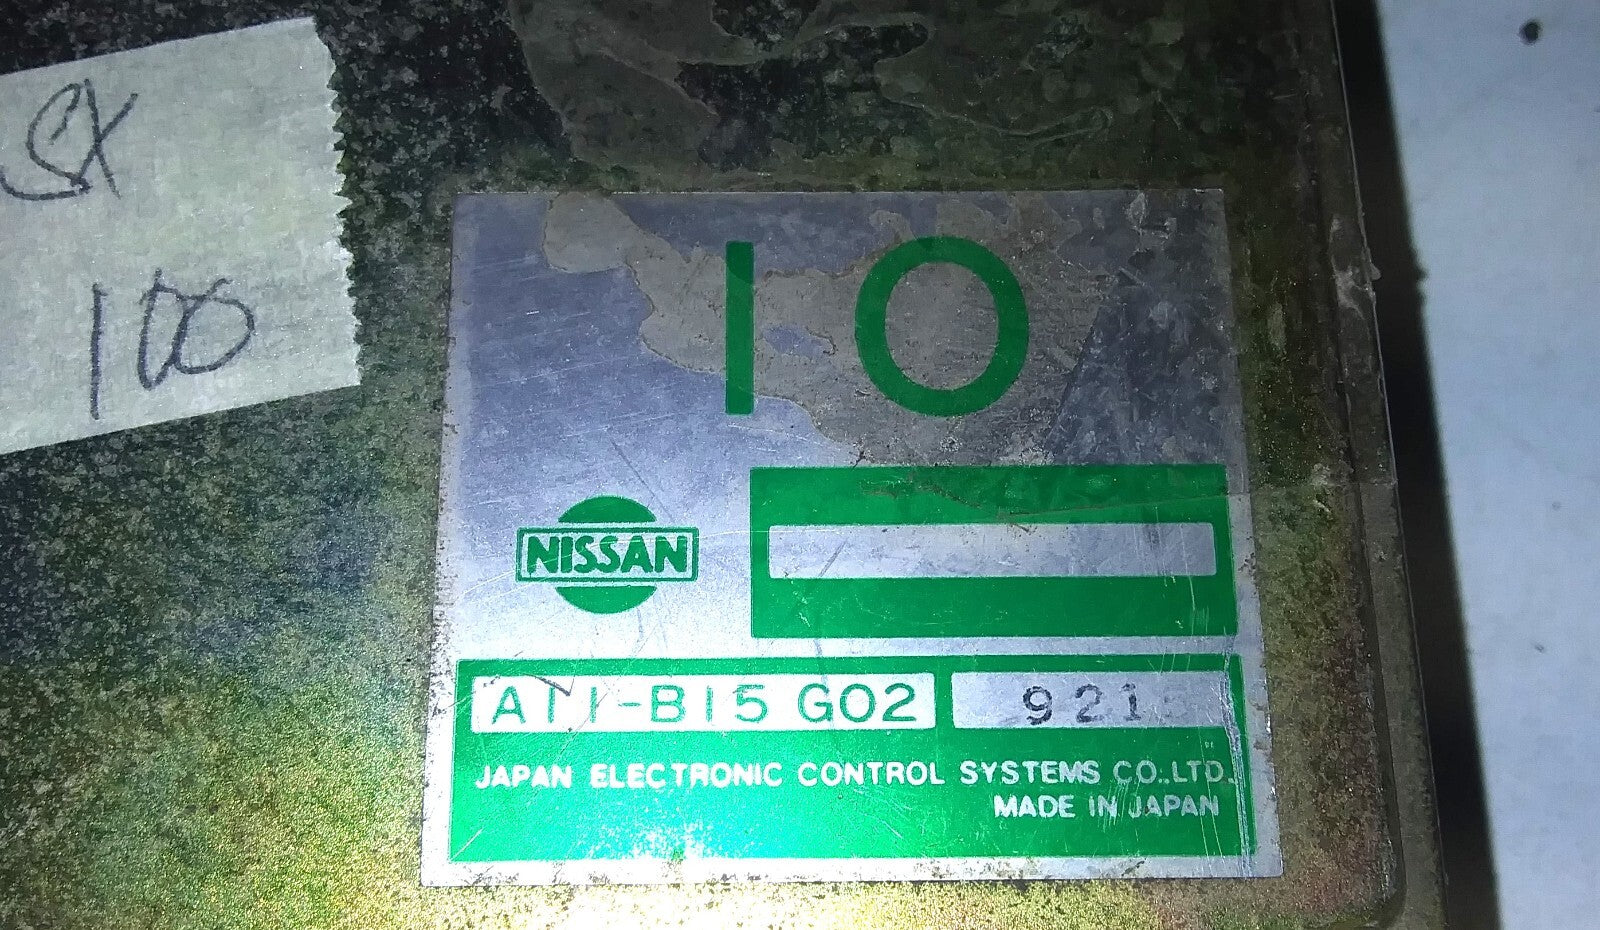 SX
100
10
NISSAN
A11-B15 G02
921
JAPAN ELECTRONIC CONTROL SYSTEMS CO.,LTD.
MADE IN JAPAN